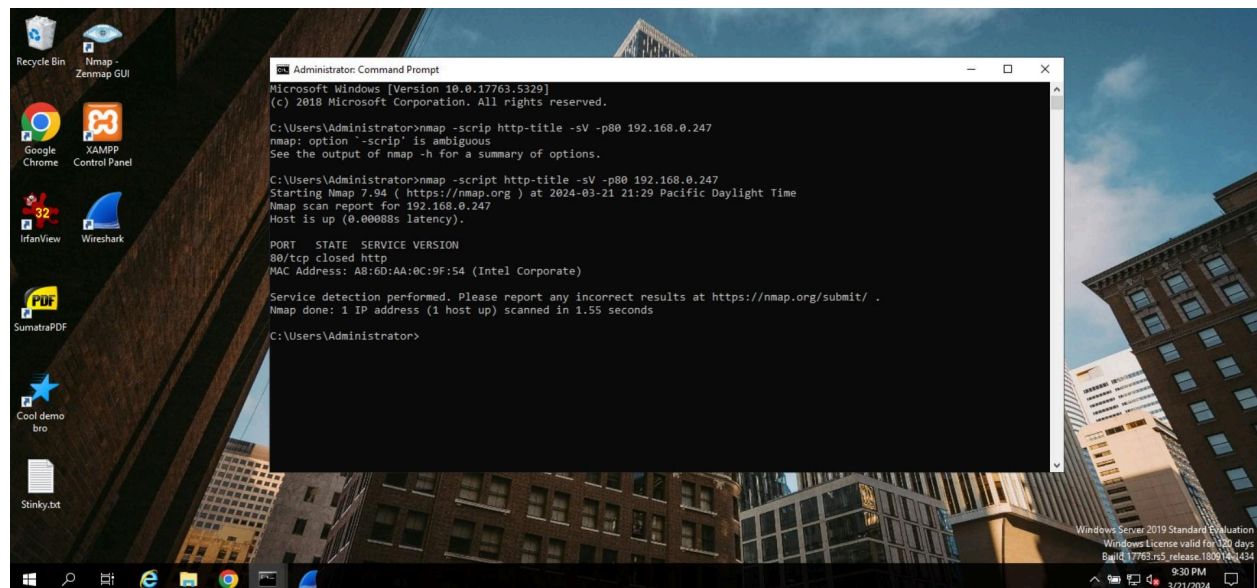 Recycle Bin
Nmap -
Zenmap GUI
Google
Chrome
XAMPP
Control Panel
32
IrfanView
Wireshark
PDF
SumatraPDF
Cool demo
bro
Stinky.txt
Administrator: Command Prompt
Microsoft Windows [Version 10.0.17763.5329]
(c) 2018 Microsoft Corporation. All rights reserved.
C:\Users\Administrator>nmap -scrip http-title -sV -p80 192.168.0.247
nmap: option `-scrip' is ambiguous
See the output of nmap -h for a summary of options.
C:\Users\Administrator>nmap -script http-title -sV -p80 192.168.0.247
Starting Nmap 7.94 ( https://nmap.org ) at 2024-03-21 21:29 Pacific Daylight Time
Nmap scan report for 192.168.0.247
Host is up (0.00088s latency).
PORT   STATE  SERVICE VERSION
80/tcp closed http
MAC Address: A8:6D:AA:0C:9F:54 (Intel Corporate)
Service detection performed. Please report any incorrect results at https://nmap.org/submit/ .
Nmap done: 1 IP address (1 host up) scanned in 1.55 seconds
C:\Users\Administrator>
Windows Server 2019 Standard Evaluation
Windows License valid for 120 days
Build 17763.rs5_release.180914-1434
9:30 PM
3/21/2024